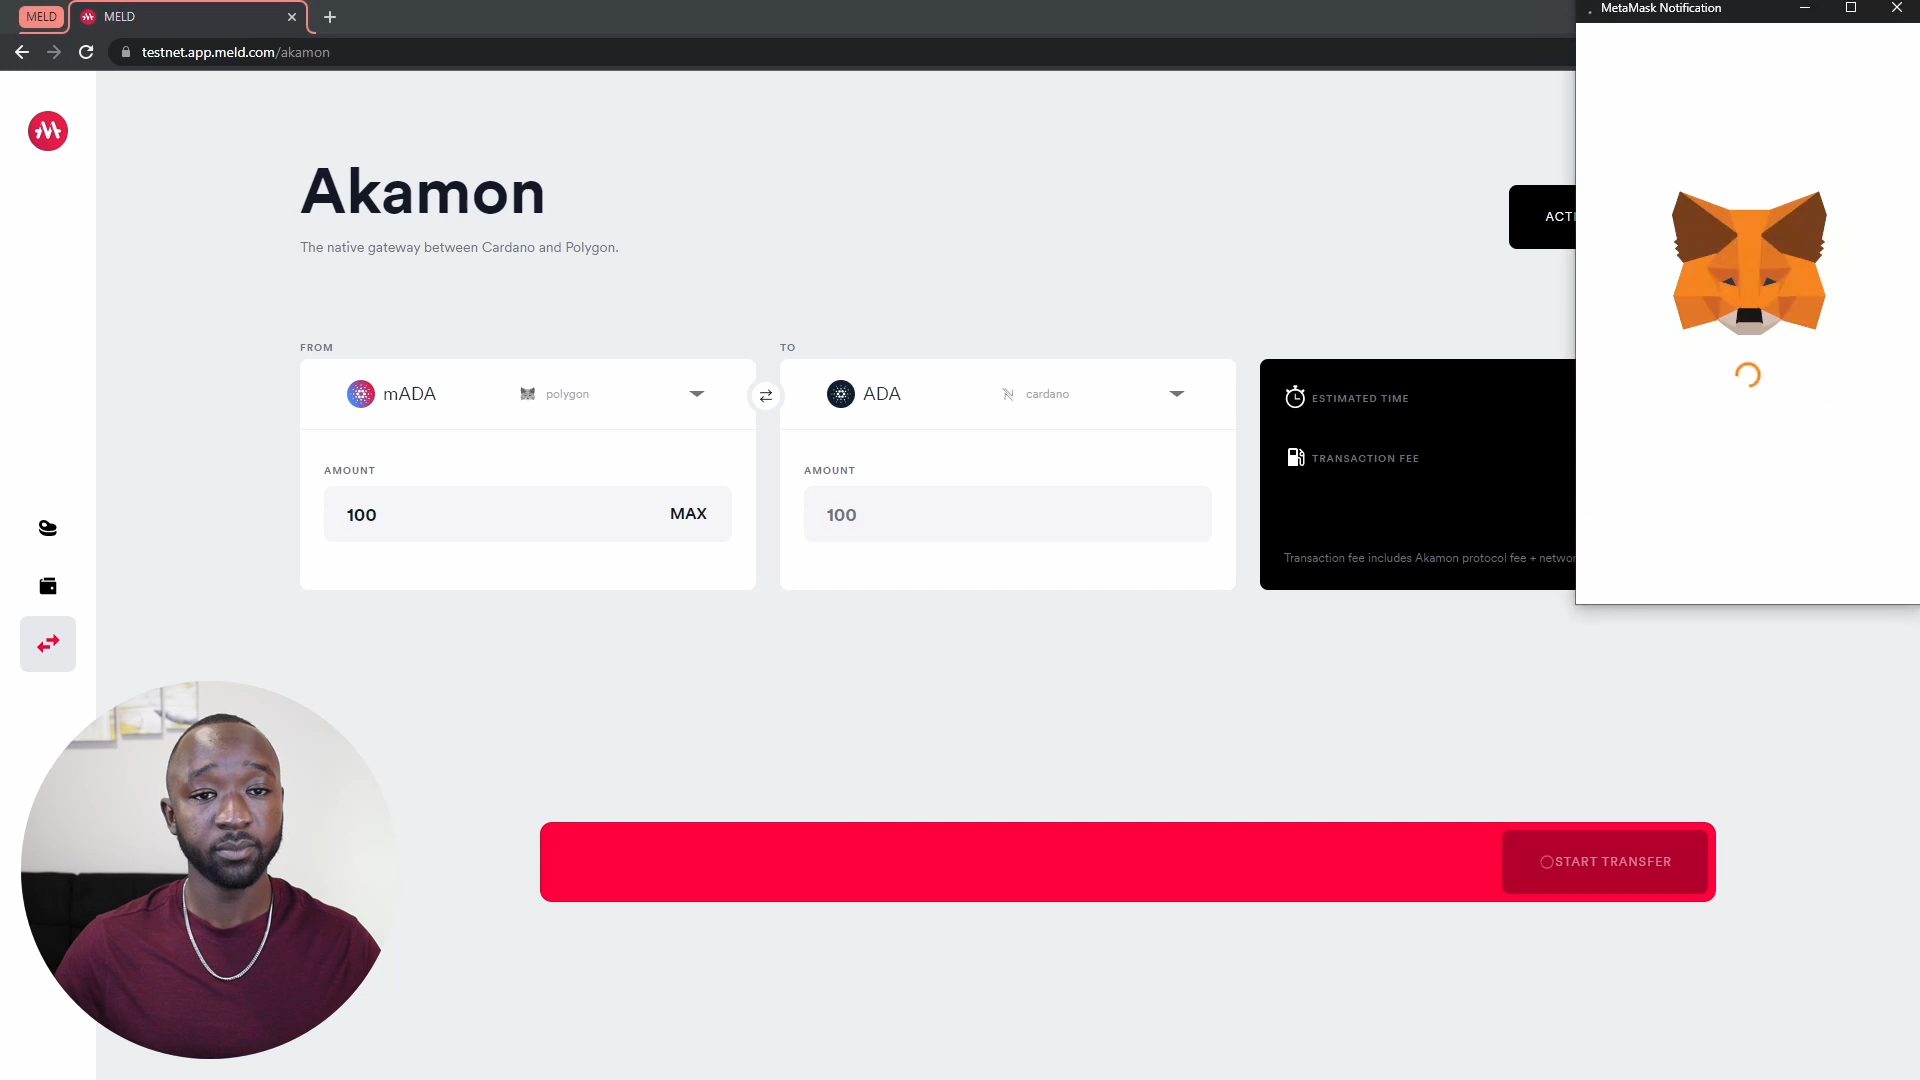 MELD
MELD
MetaMask Notification
testnet.app.meld.com/akamon
Akamon
The native gateway between Cardano and Polygon.
FROM
TO
mADA
polygon
ADA
cardano
ESTIMATED TIME
TRANSACTION FEE
AMOUNT
AMOUNT
100
MAX
100
Transaction fee includes Akamon protocol fee +
START TRANSFER